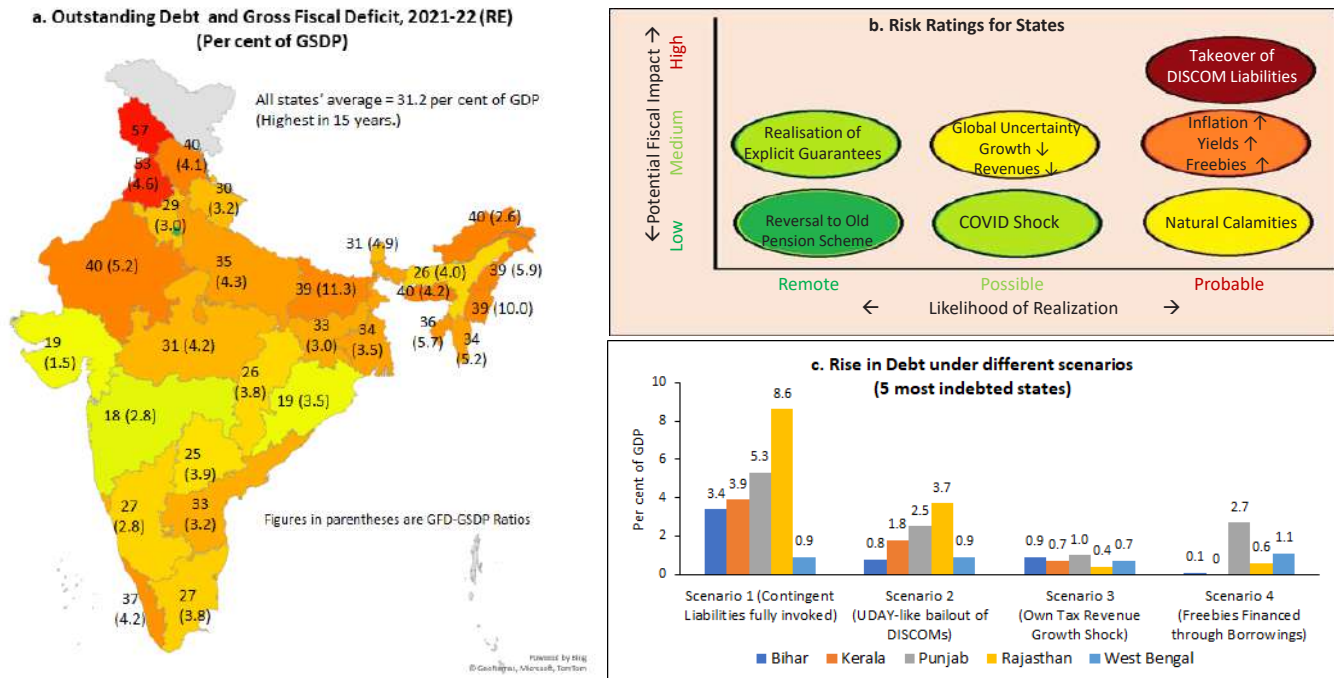 a. Outstanding Debt and Gross Fiscal Deficit, 2021-22 (RE)
(Per cent of GSDP)
All states' average = 31.2 per cent of GDP
(Highest in 15 years.)
57
40
(4.1)
53
(4.6)
30
(3.2)
29
(3.0)
40 (2.6)
31 (4.9)
40 (5.2)
35
(4.3)
26 (4.0)
39 (5.9)
39 (11.3)
40 (4.2)
39 (10.0)
19
(1.5)
31 (4.2)
33
(3.0)
34
(3.5)
36
(5.7)
34
(5.2)
26
(3.8)
18 (2.8)
19 (3.5)
25
(3.9)
27
(2.8)
33
(3.2)
Figures in parentheses are GFD-GSDP Ratios
37
(4.2)
27
(3.8)
Powered by Bing
© GeoNames, Microsoft, TomTom
b. Risk Ratings for States
← Potential Fiscal Impact →
High
Medium
Low
Takeover of
DISCOM Liabilities
Realisation of
Explicit Guarantees
Global Uncertainty
Growth ↓
Revenues ↓
Inflation ↑
Yields ↑
Freebies ↑
Reversal to Old
Pension Scheme
COVID Shock
Natural Calamities
Remote
Possible
Probable
← Likelihood of Realization →
c. Rise in Debt under different scenarios
(5 most indebted states)
Per cent of GDP
10
8
6
4
2
0
3.4
3.9
5.3
8.6
0.9
0.8
1.8
2.5
3.7
0.9
0.9
0.7
1.0
0.4
0.7
0.1
0
2.7
0.6
1.1
Scenario 1 (Contingent
Liabilities fully invoked)
Scenario 2
(UDAY-like bailout of
DISCOMs)
Scenario 3
(Own Tax Revenue
Growth Shock)
Scenario 4
(Freebies Financed
through Borrowings)
Bihar
Kerala
Punjab
Rajasthan
West Bengal